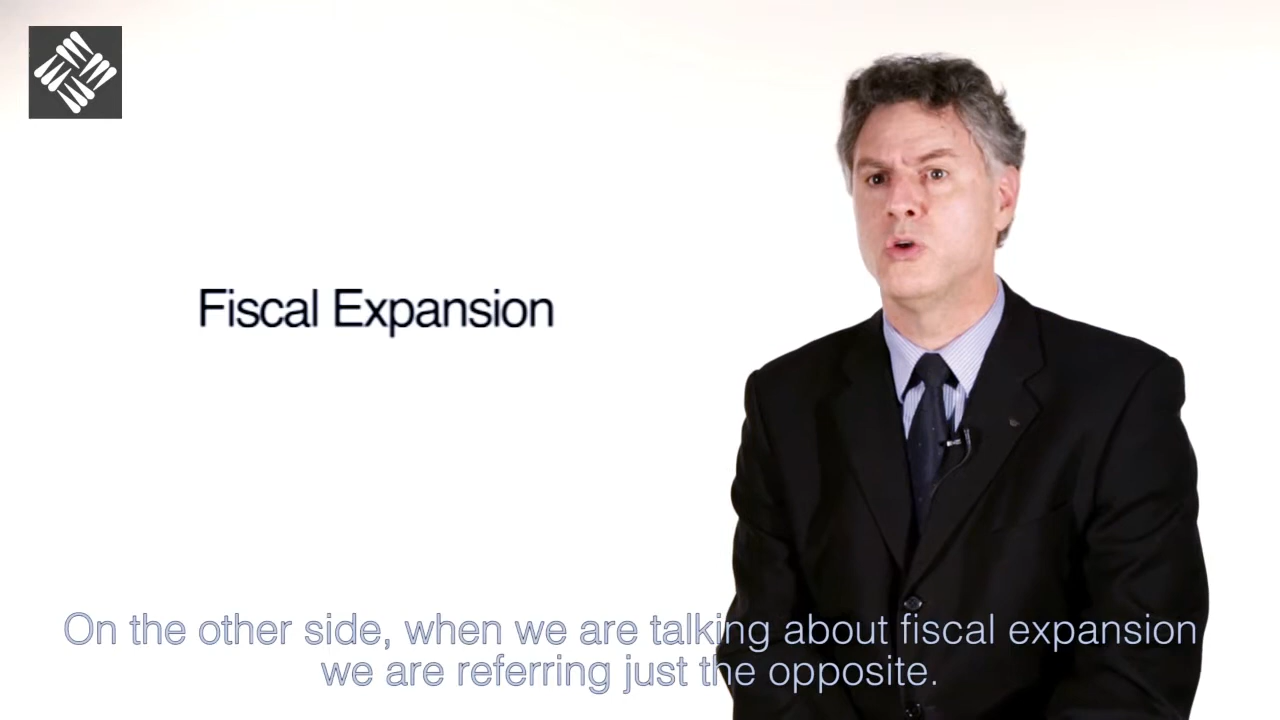 Fiscal Expansion
On the other side, when we are talking about fiscal expansion
we are referring just the opposite.